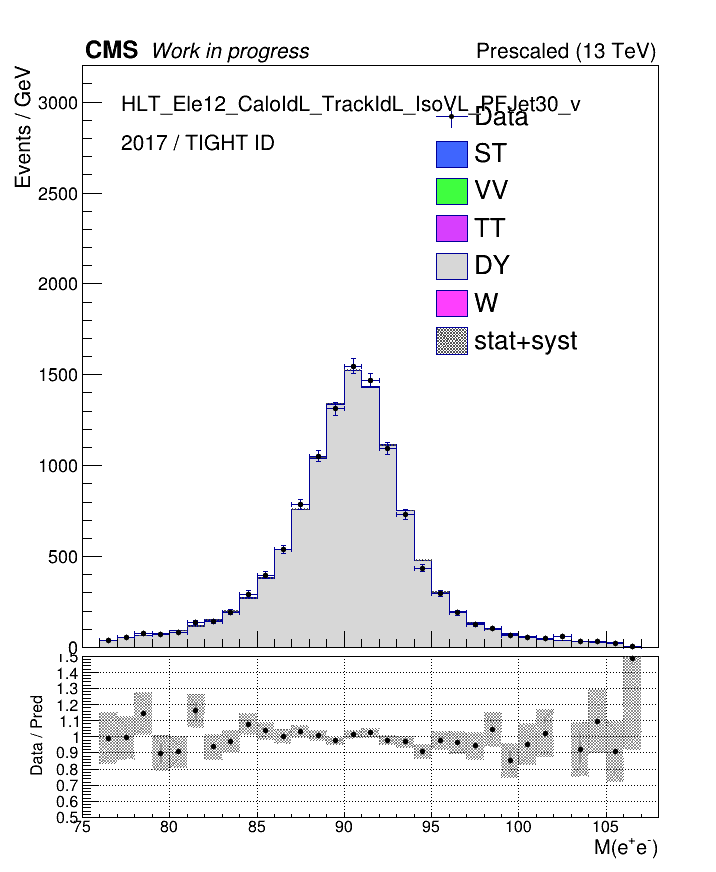 CMS Work in progress Prescaled (13 TeV)
Events / GeV
3000
2500
2000
1500
1000
500
0
HLT_Ele12_CaloIdL_TrackIdL_IsoVL_PFJet30_v
2017 / TIGHT ID
Data
ST
VV
TT
DY
W
stat+syst
Data / Pred
1.5
1.4
1.3
1.2
1.1
1
0.9
0.8
0.7
0.6
0.5
75 80 85 90 95 100 105
M(e⁺e⁻)